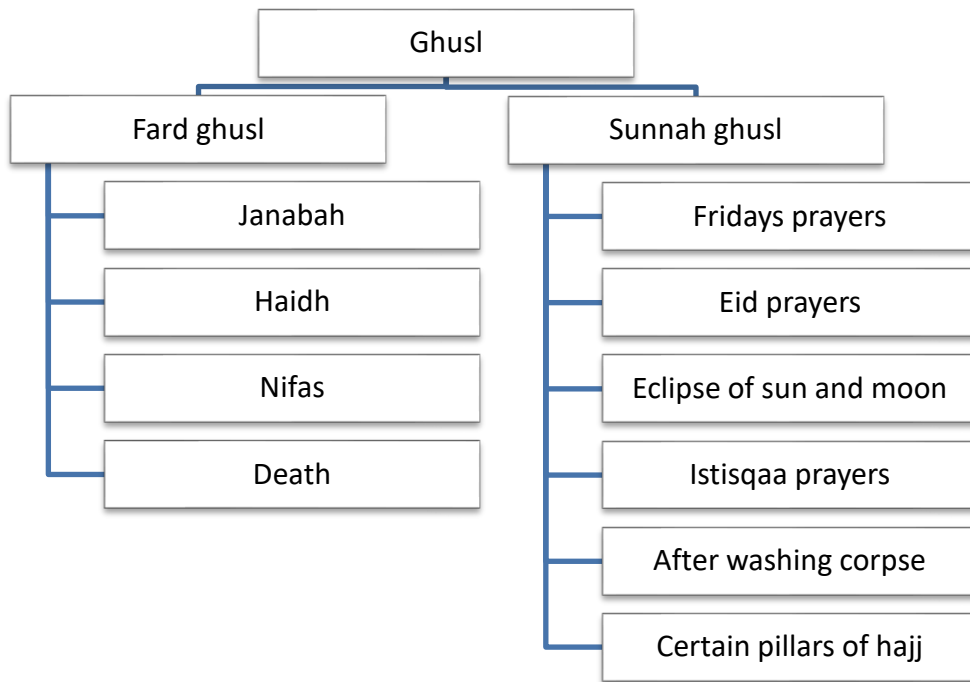 Ghusl
Fard ghusl
Janabah
Haidh
Nifas
Death
Sunnah ghusl
Fridays prayers
Eid prayers
Eclipse of sun and moon
Istisqaa prayers
After washing corpse
Certain pillars of hajj